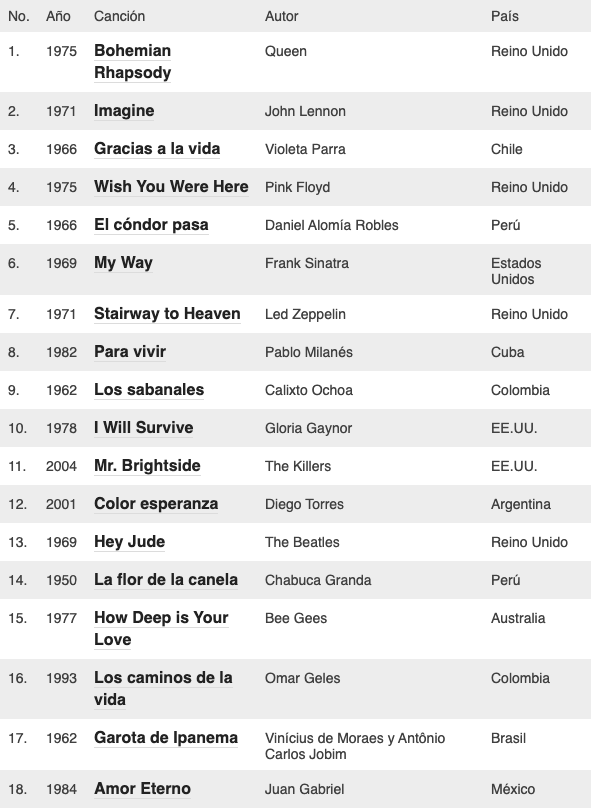 No. Año Canción Autor País
1. 1975 Bohemian Queen Reino Unido
Rhapsody
2. 1971 Imagine John Lennon Reino Unido
3. 1966 Gracias a la vida Violeta Parra Chile
4. 1975 Wish You Were Here Pink Floyd Reino Unido
5. 1966 El cóndor pasa Daniel Alomía Robles Perú
6. 1969 My Way Frank Sinatra Estados
Unidos
7. 1971 Stairway to Heaven Led Zeppelin Reino Unido
8. 1982 Para vivir Pablo Milanés Cuba
9. 1962 Los sabanales Calixto Ochoa Colombia
10. 1978 I Will Survive Gloria Gaynor EE.UU.
11. 2004 Mr. Brightside The Killers EE.UU.
12. 2001 Color esperanza Diego Torres Argentina
13. 1969 Hey Jude The Beatles Reino Unido
14. 1950 La flor de la canela Chabuca Granda Perú
15. 1977 How Deep is Your Bee Gees Australia
Love
16. 1993 Los caminos de la Omar Geles Colombia
vida
17. 1962 Garota de Ipanema Vinícius de Moraes y Antônio Brasil
Carlos Jobim
18. 1984 Amor Eterno Juan Gabriel México